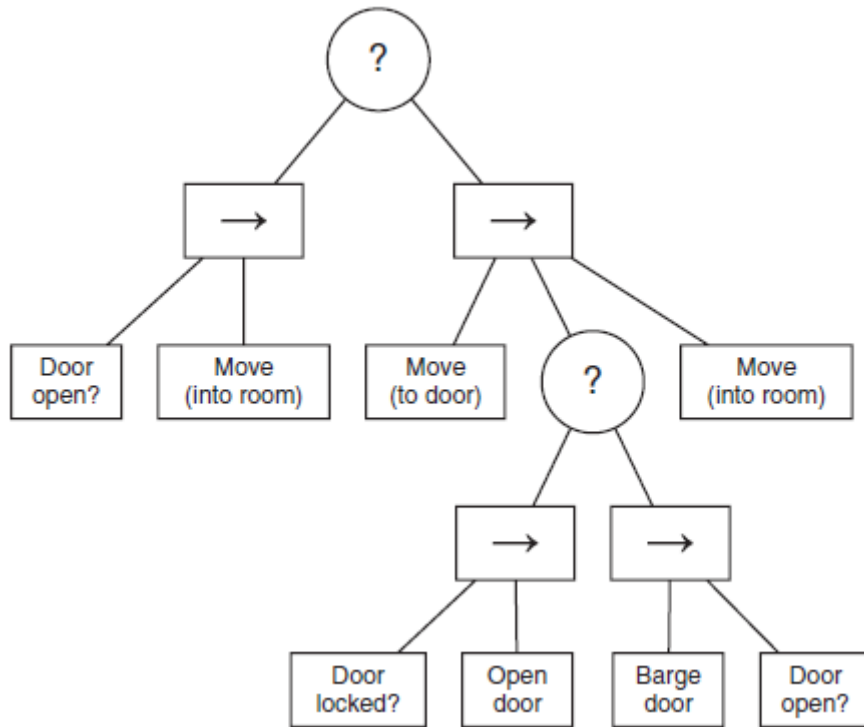 ?
→
→
Door
open?
Move
(into room)
Move
(to door)
?
Move
(into room)
→
→
Door
locked?
Open
door
Barge
door
Door
open?